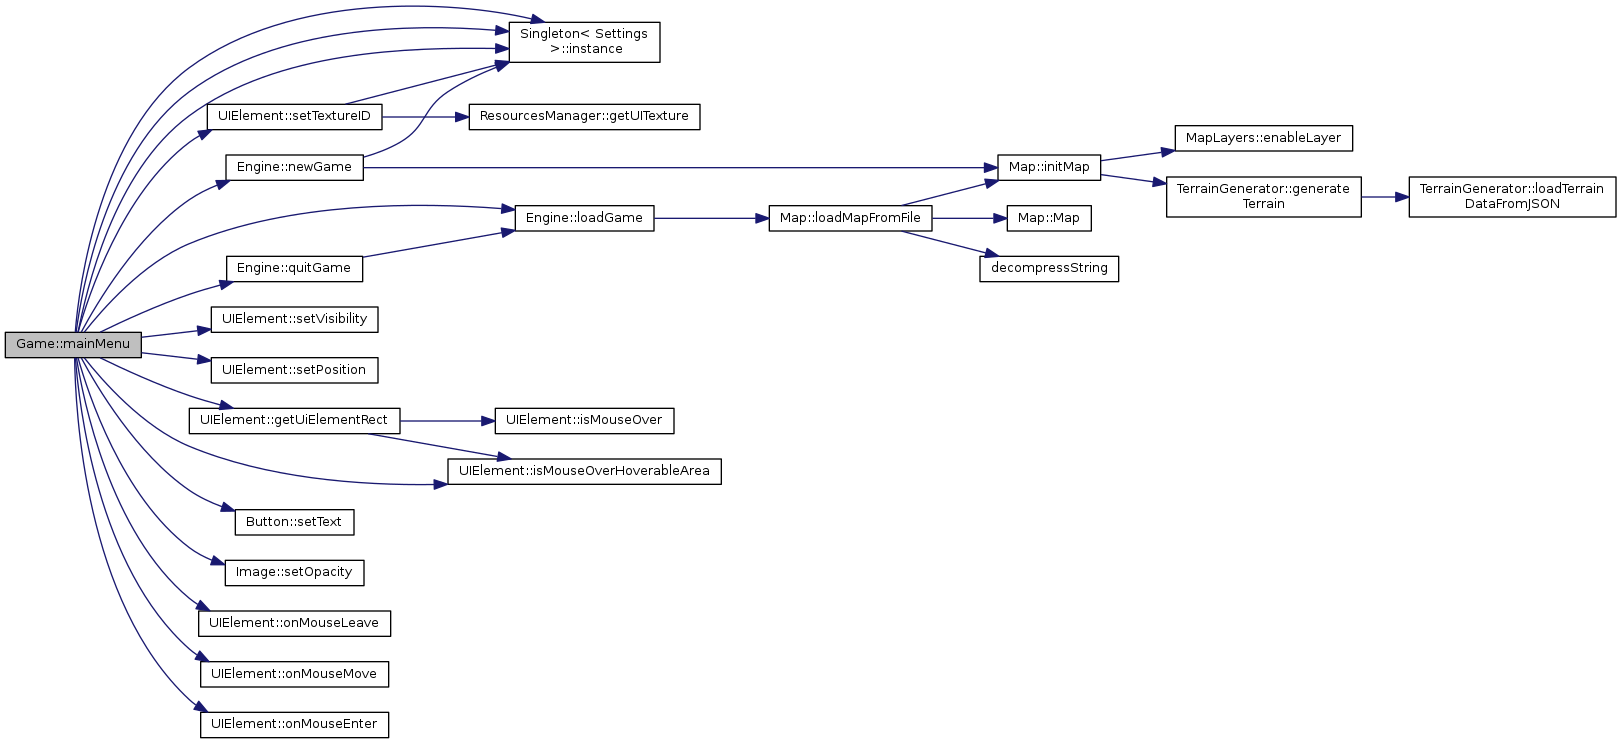 Singleton< Settings
>::instance
UIElement::setTextureID
ResourcesManager::getUITexture
MapLayers::enableLayer
Engine::newGame
Map::initMap
TerrainGenerator::generate
Terrain
TerrainGenerator::loadTerrain
DataFromJSON
Engine::loadGame
Map::loadMapFromFile
Map::Map
Engine::quitGame
decompressString
UIElement::setVisibility
Game::mainMenu
UIElement::setPosition
UIElement::getUiElementRect
UIElement::isMouseOver
UIElement::isMouseOverHoverableArea
Button::setText
Image::setOpacity
UIElement::onMouseLeave
UIElement::onMouseMove
UIElement::onMouseEnter